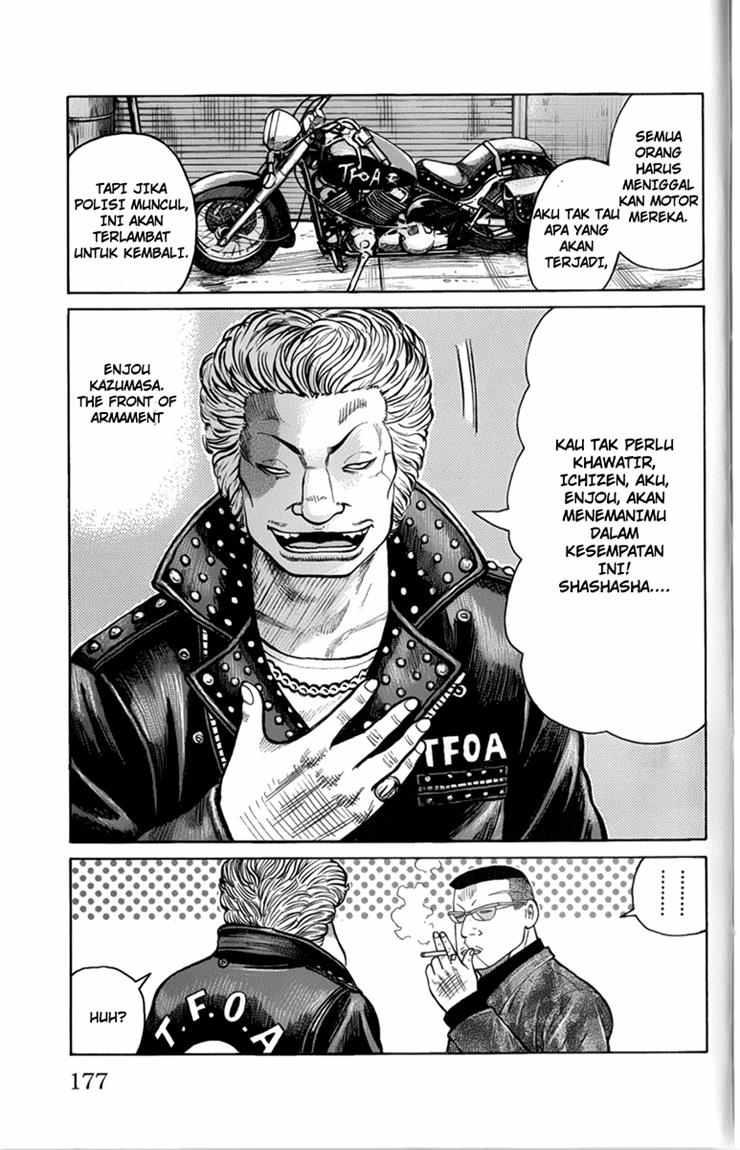 SEMUA
ORANG
HARUS
MENIGGAL
KAN MOTOR
MEREKA.
AKU TAK TAU
APA YANG
AKAN
TERJADI,
TAPI JIKA
POLISI MUNCUL,
INI AKAN
TERLAMBAT
UNTUK KEMBALI.
TFOA
KAU TAK PERLU
KHAWATIR,
ICHIZEN, AKU,
ENJOU, AKAN
MENEMANIMU
DALAM
KESEMPATAN
INI!
SHASHASHA....
ENJOU
KAZUMASA.
THE FRONT OF
ARMAMENT
TFOA
........
HUH?
T.F.O.A
177